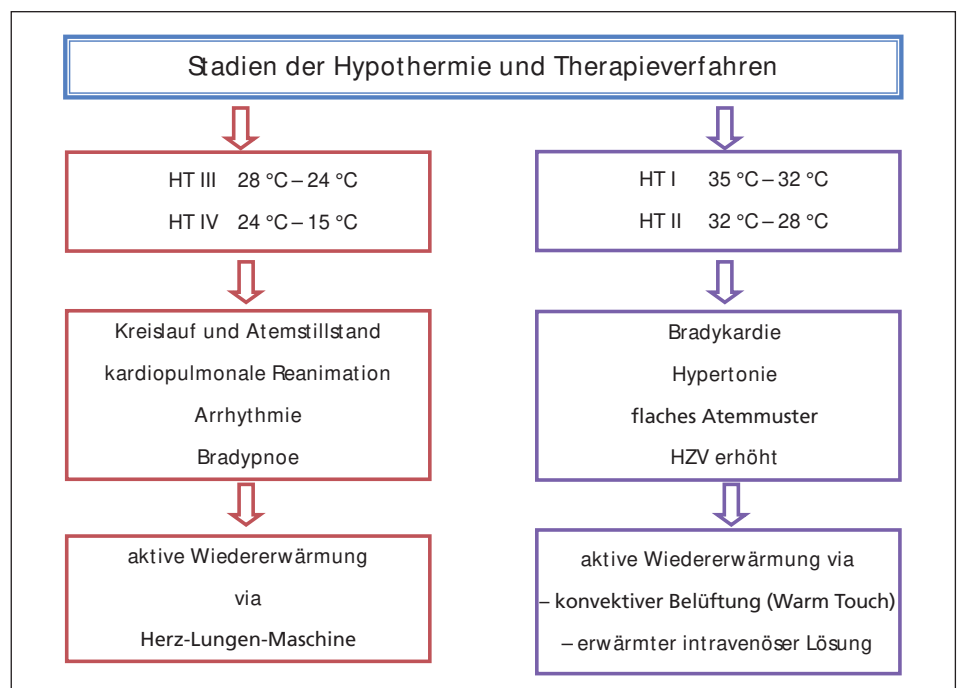 Stadien der Hypothermie und Therapieverfahren
HT III 28 °C – 24 °C
HT IV 24 °C – 15 °C
Kreislauf und Atemstillstand
kardiopulmonale Reanimation
Arrhythmie
Bradypnoe
aktive Wiedererwärmung
via
Herz-Lungen-Maschine
HT I 35 °C – 32 °C
HT II 32 °C – 28 °C
Bradykardie
Hypertonie
flaches Atemmuster
HZV erhöht
aktive Wiedererwärmung via
– konvektiver Belüftung (Warm Touch)
– erwärmter intravenöser Lösung